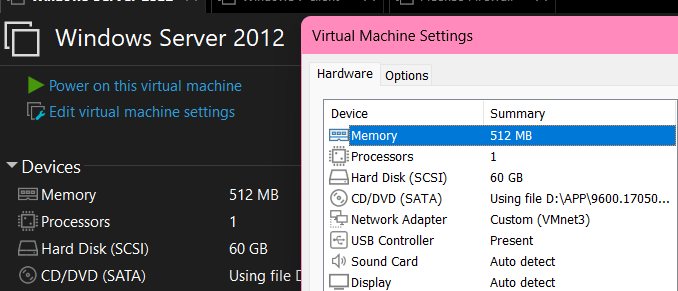 Windows Server 2012
Power on this virtual machine
Edit virtual machine settings
Devices
Memory 512 MB
Processors 1
Hard Disk (SCSI) 60 GB
CD/DVD (SATA) Using file D
Virtual Machine Settings
Hardware Options
Device Summary
Memory 512 MB
Processors 1
Hard Disk (SCSI) 60 GB
CD/DVD (SATA) Using file D:\APP\9600.17050...
Network Adapter Custom (VMnet3)
USB Controller Present
Sound Card Auto detect
Display Auto detect